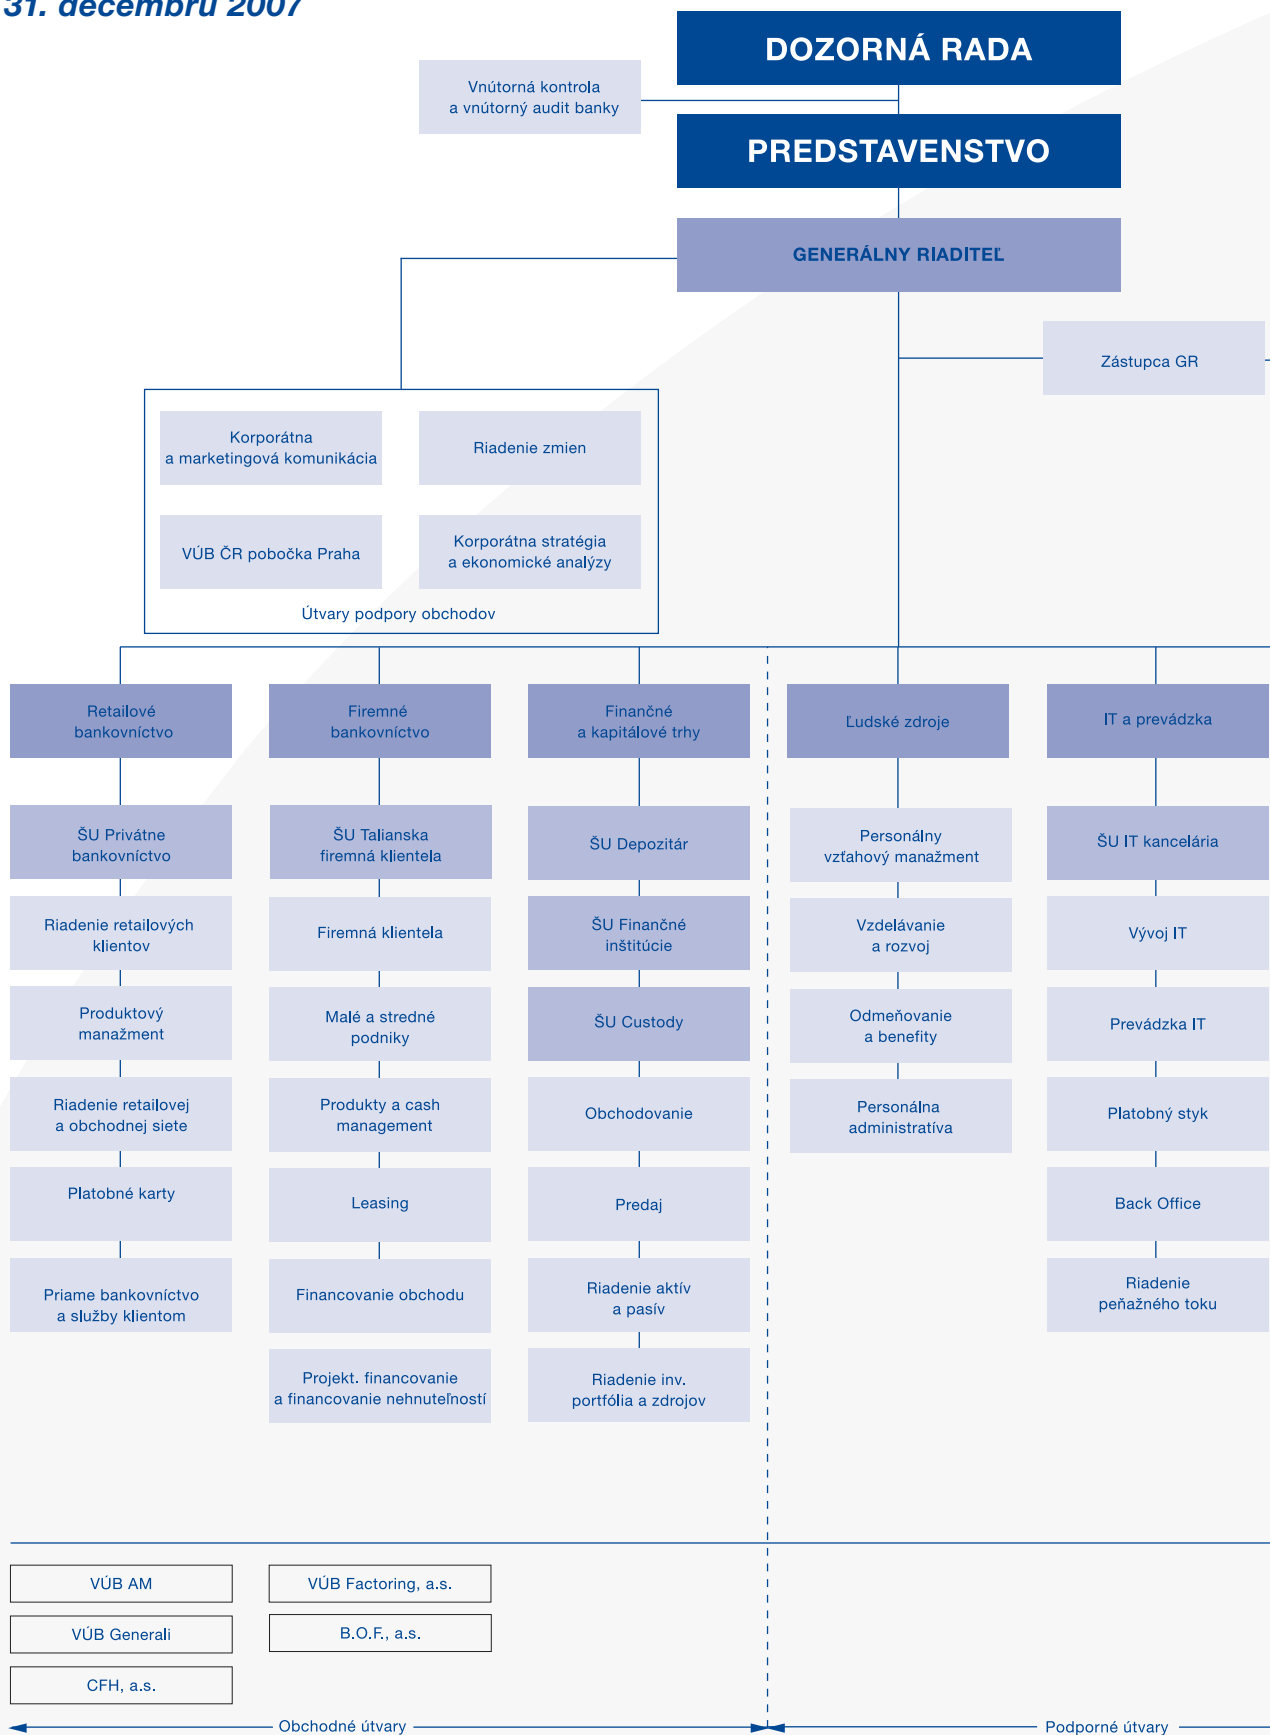 31. decembru 2007
DOZORNÁ RADA
Vnútorná kontrola
a vnútorný audit banky
PREDSTAVENSTVO
GENERÁLNY RIADITEĽ
Zástupca GR
Korporátna
a marketingová komunikácia
Riadenie zmien
VÚB ČR pobočka Praha
Korporátna stratégia
a ekonomické analýzy
Útvary podpory obchodov
Retailové
bankovníctvo
ŠU Privátne
bankovníctvo
Riadenie retailových
klientov
Produktový
manažment
Riadenie retailovej
a obchodnej siete
Platobné karty
Priame bankovníctvo
a služby klientom
Firemné
bankovníctvo
ŠU Talianska
firemná klientela
Firemná klientela
Malé a stredné
podniky
Produkty a cash
management
Leasing
Financovanie obchodu
Projekt. financovanie
a financovanie nehnuteľností
Finančné
a kapitálové trhy
ŠU Depozitár
ŠU Finančné
inštitúcie
ŠU Custody
Obchodovanie
Predaj
Riadenie aktív
a pasív
Riadenie inv.
portfólia a zdrojov
Ľudské zdroje
Personálny
vzťahový manažment
Vzdelávanie
a rozvoj
Odmeňovanie
a benefity
Personálna
administratíva
IT a prevádzka
ŠU IT kancelária
Vývoj IT
Prevádzka IT
Platobný styk
Back Office
Riadenie
peňažného toku
VÚB AM
VÚB Factoring, a.s.
VÚB Generali
B.O.F., a.s.
CFH, a.s.
Obchodné útvary
Podporné útvary